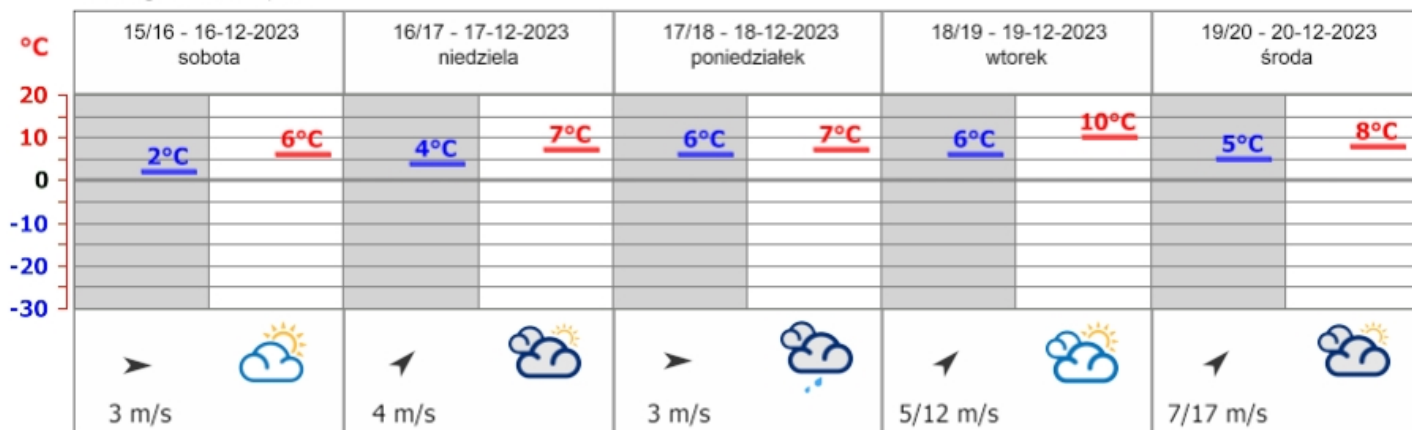 °C
15/16 - 16-12-2023
sobota
16/17 - 17-12-2023
niedziela
17/18 - 18-12-2023
poniedziałek
18/19 - 19-12-2023
wtorek
19/20 - 20-12-2023
środa
20
10
0
-10
-20
-30
2°C
6°C
4°C
7°C
6°C
7°C
6°C
10°C
5°C
8°C
3 m/s
4 m/s
3 m/s
5/12 m/s
7/17 m/s